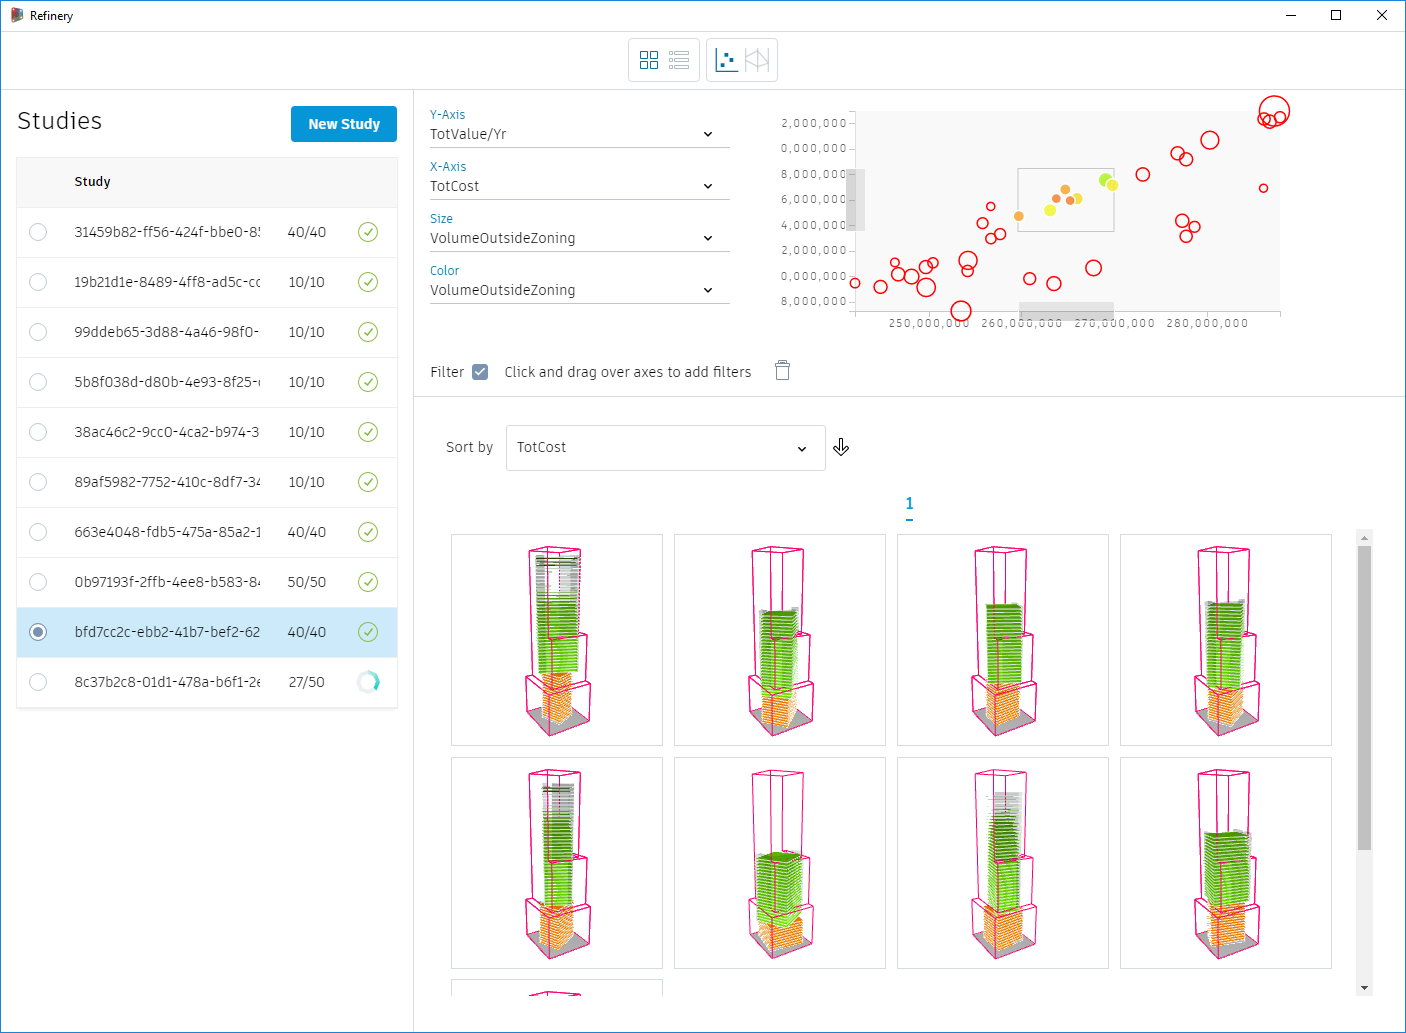 Refinery
Studies
New Study
Study
31459b82-ff56-424f-bbe0-85 40/40
19b21d1e-8489-4ff8-ad5c-cc 10/10
99ddeb65-3d88-4a46-98f0- 10/10
5b8f038d-d80b-4e93-8f25- 10/10
38ac46c2-9cc0-4ca2-b974-3 10/10
89af5982-7752-410c-8df7-34 10/10
663e4048-fdb5-475a-85a2-1 40/40
0b97193f-2ffb-4ee8-b583-84 50/50
bfd7cc2c-ebb2-41b7-bef2-62 40/40
8c37b2c8-01d1-478a-b6f1-2e 27/50
Y-Axis
TotValue/Yr
X-Axis
TotCost
Size
VolumeOutsideZoning
Color
VolumeOutsideZoning
2,000,000
0,000,000
8,000,000
6,000,000
4,000,000
2,000,000
0,000,000
8,000,000
250,000,000 260,000,000 270,000,000 280,000,000
Filter Click and drag over axes to add filters
Sort by TotCost
1